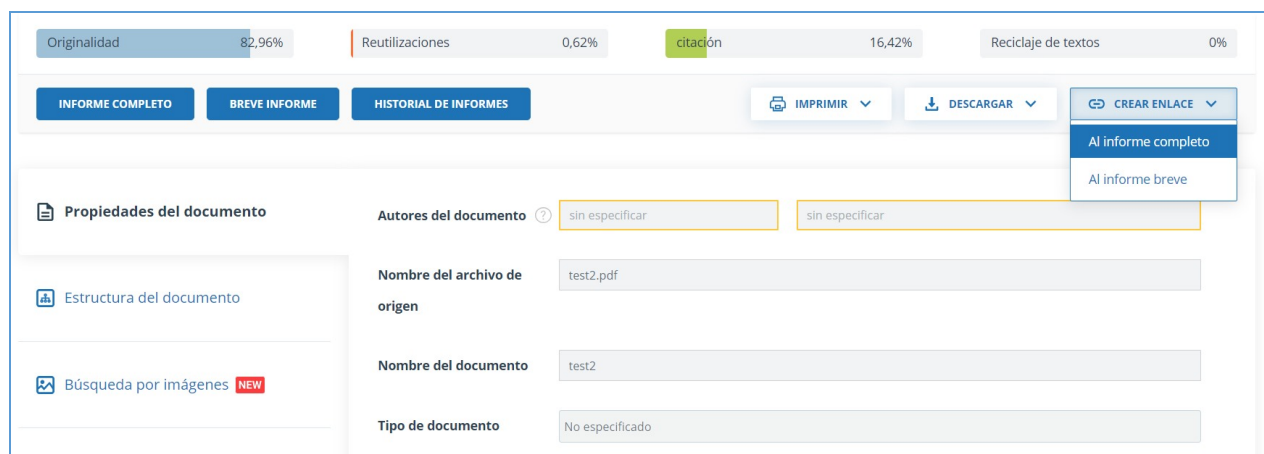 Originalidad 82,96% Reutilizaciones 0,62% citación 16,42% Reciclaje de textos 0%
INFORME COMPLETO BREVE INFORME HISTORIAL DE INFORMES IMPRIMIR DESCARGAR CREAR ENLACE
Al informe completo
Al informe breve
Propiedades del documento
Autores del documento ? sin especificar sin especificar
Nombre del archivo de origen test2.pdf
Estructura del documento
Nombre del documento test2
Búsqueda por imágenes NEW
Tipo de documento No especificado